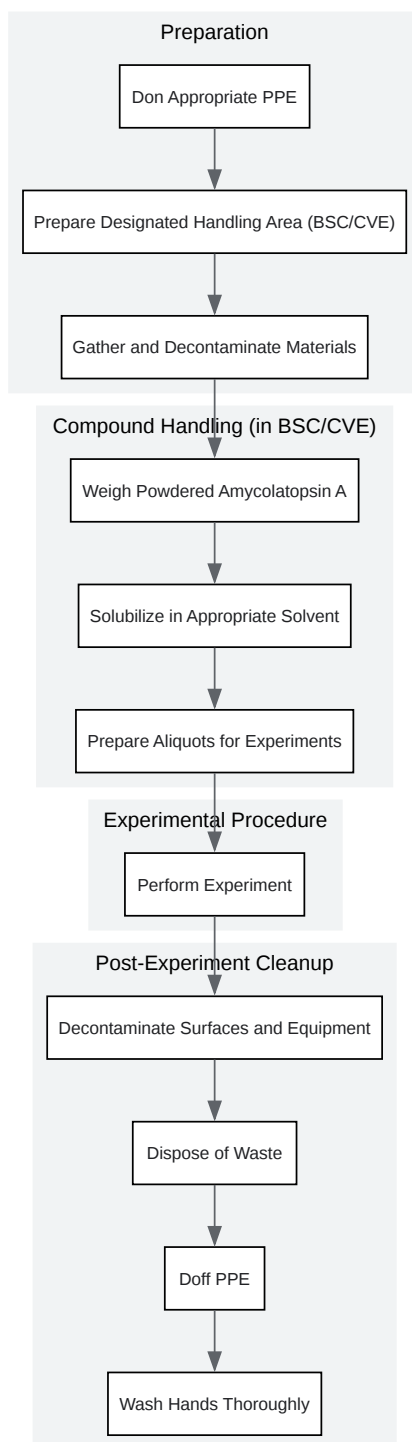 Preparation
Don Appropriate PPE
Prepare Designated Handling Area (BSC/CVE)
Gather and Decontaminate Materials
Compound Handling (in BSC/CVE)
Weigh Powdered Amycolatopsin A
Solubilize in Appropriate Solvent
Prepare Aliquots for Experiments
Experimental Procedure
Perform Experiment
Post-Experiment Cleanup
Decontaminate Surfaces and Equipment
Dispose of Waste
Doff PPE
Wash Hands Thoroughly